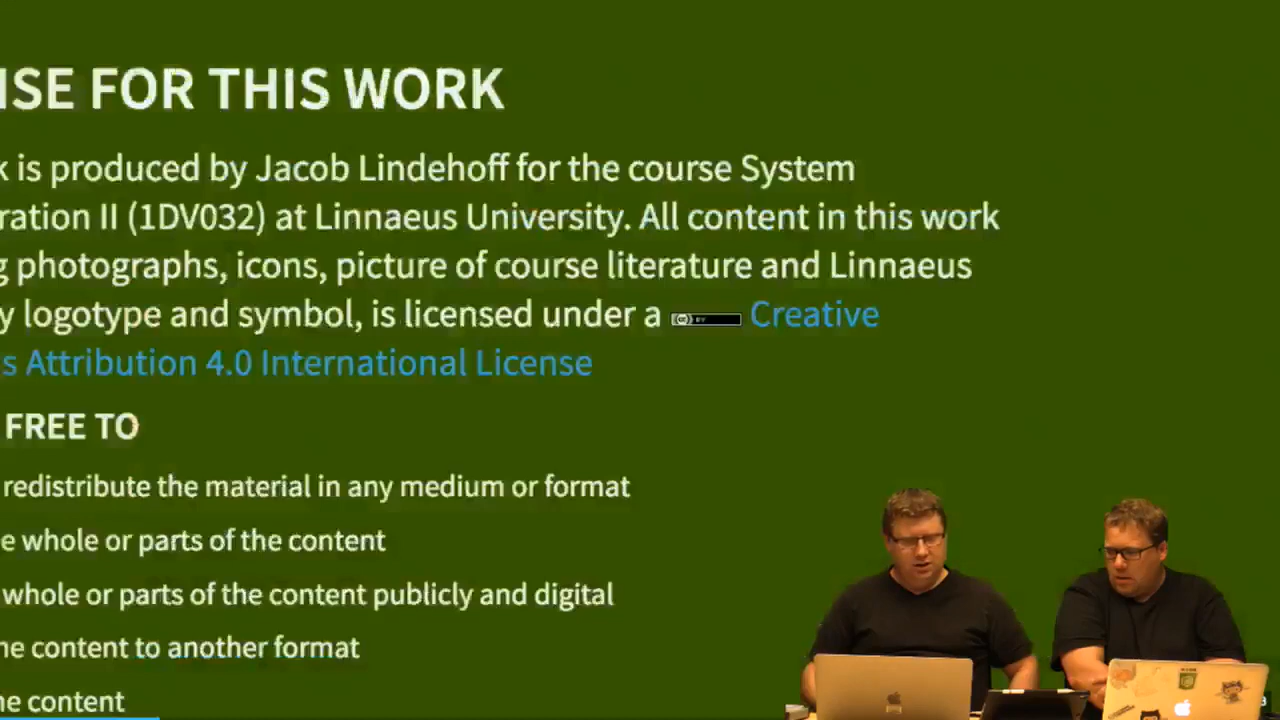 ISE FOR THIS WORK
k is produced by Jacob Lindehoff for the course System
ration II (1DV032) at Linnaeus University. All content in this work
g photographs, icons, picture of course literature and Linnaeus
y logotype and symbol, is licensed under a Creative
s Attribution 4.0 International License
FREE TO
redistribute the material in any medium or format
e whole or parts of the content
whole or parts of the content publicly and digital
ne content to another format
ne content